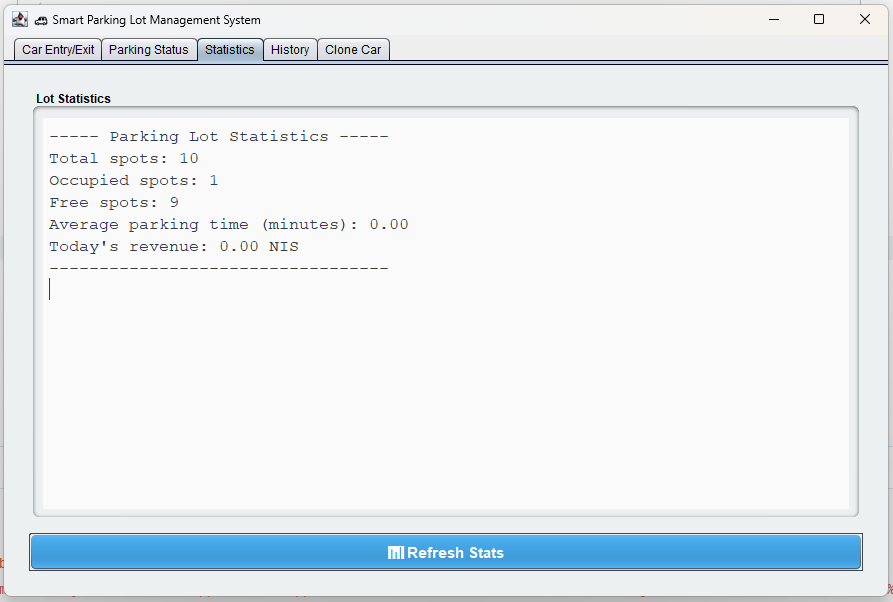 Smart Parking Lot Management System
Car Entry/Exit Parking Status Statistics History Clone Car
Lot Statistics
----- Parking Lot Statistics -----
Total spots: 10
Occupied spots: 1
Free spots: 9
Average parking time (minutes): 0.00
Today's revenue: 0.00 NIS
----------------------------------
Refresh Stats